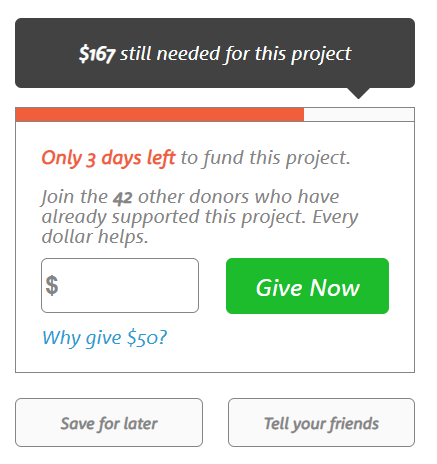 $167 still needed for this project
Only 3 days left to fund this project.
Join the 42 other donors who have
already supported this project. Every
dollar helps.
$
Give Now
Why give $50?
Save for later
Tell your friends